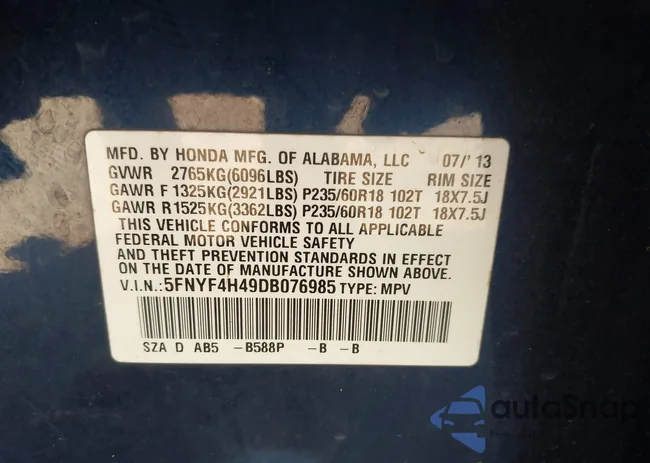 MFD. BY HONDA MFG. OF ALABAMA, LLC 07/'13
GVWR 2765KG(6096LBS) TIRE SIZE RIM SIZE
GAWR F 1325KG(2921LBS) P235/60R18 102T 18X7.5J
GAWR R1525KG(3362LBS) P235/60R18 102T 18X7.5J
THIS VEHICLE CONFORMS TO ALL APPLICABLE
FEDERAL MOTOR VEHICLE SAFETY
AND THEFT PREVENTION STANDARDS IN EFFECT
ON THE DATE OF MANUFACTURE SHOWN ABOVE.
V.I.N.:5FNYF4H49DB076985 TYPE: MPV
SZA D AB5 -B588P -B -B
autoSnap